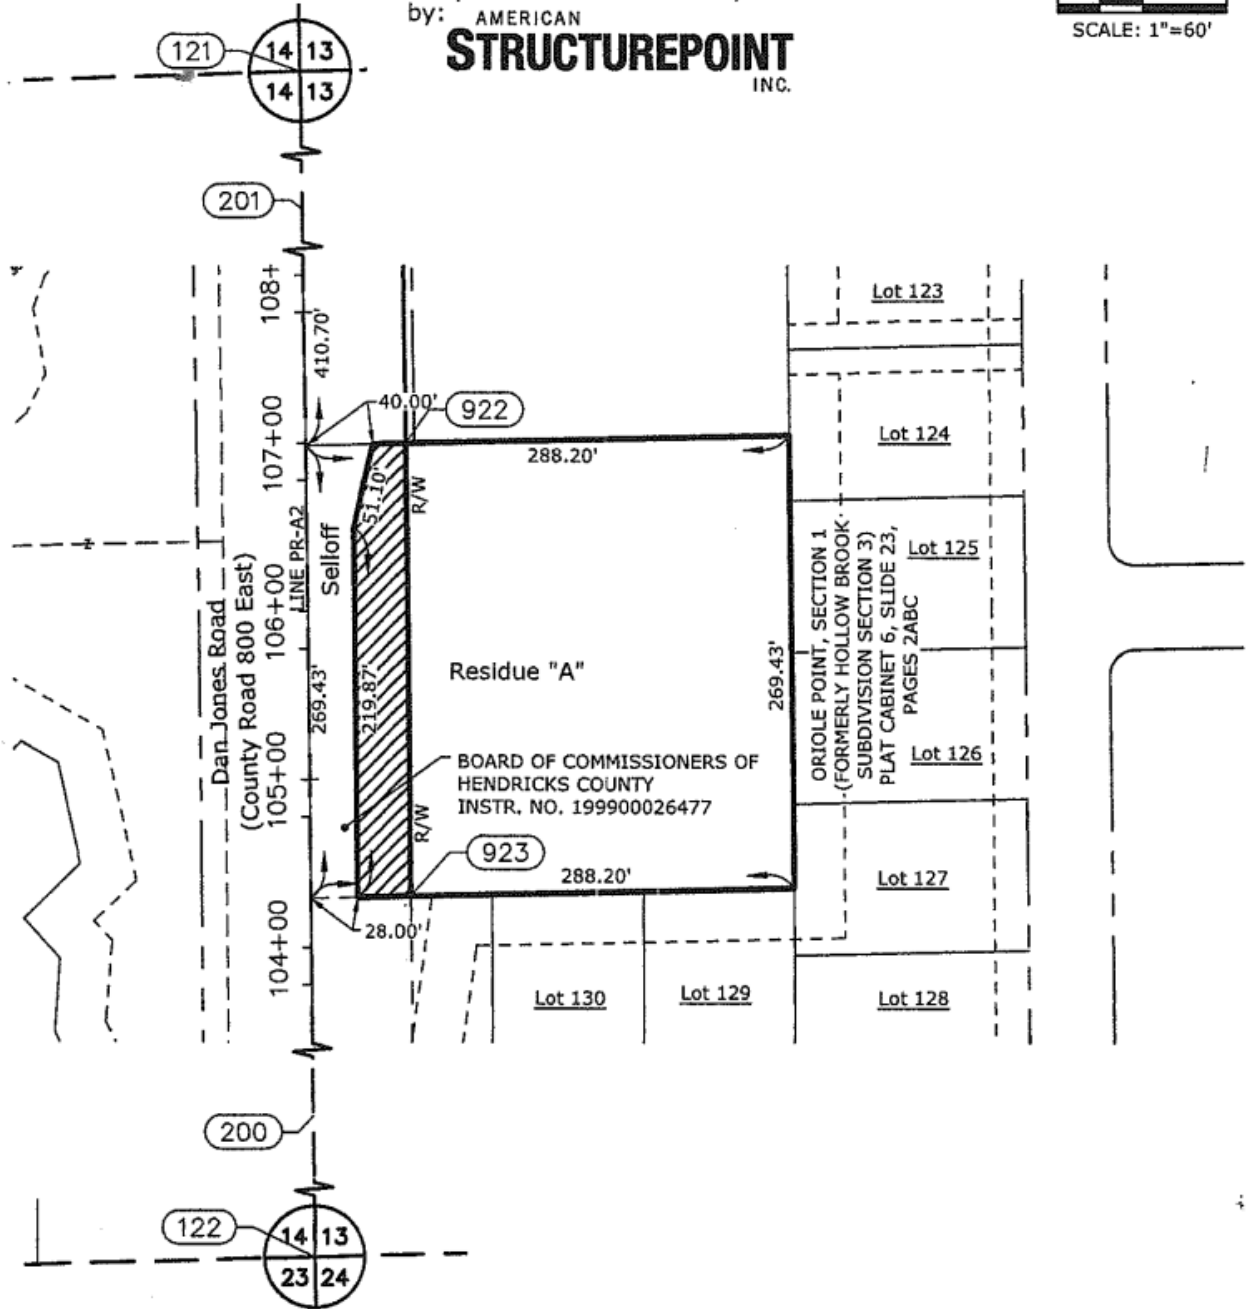 by: AMERICAN
STRUCTUREPOINT
INC.
SCALE: 1"=60'
121
14 13
14 13
201
108+
410.70'
Lot 123
40.00'
922
107+00
288.20'
Lot 124
51.10'
R/W
LINE PR-A2
Selloff
Dan Jones Road
(County Road 800 East)
106+00
ORIOLE POINT, SECTION 1
(FORMERLY HOLLOW BROOK
SUBDIVISION SECTION 3)
PLAT CABINET 6, SLIDE 23,
PAGES 2ABC
Lot 125
Residue "A"
269.43'
219.87'
269.43'
Lot 126
BOARD OF COMMISSIONERS OF
HENDRICKS COUNTY
INSTR. NO. 199900026477
105+00
R/W
923
288.20'
Lot 127
28.00'
104+00
Lot 130
Lot 129
Lot 128
200
122
14 13
23 24